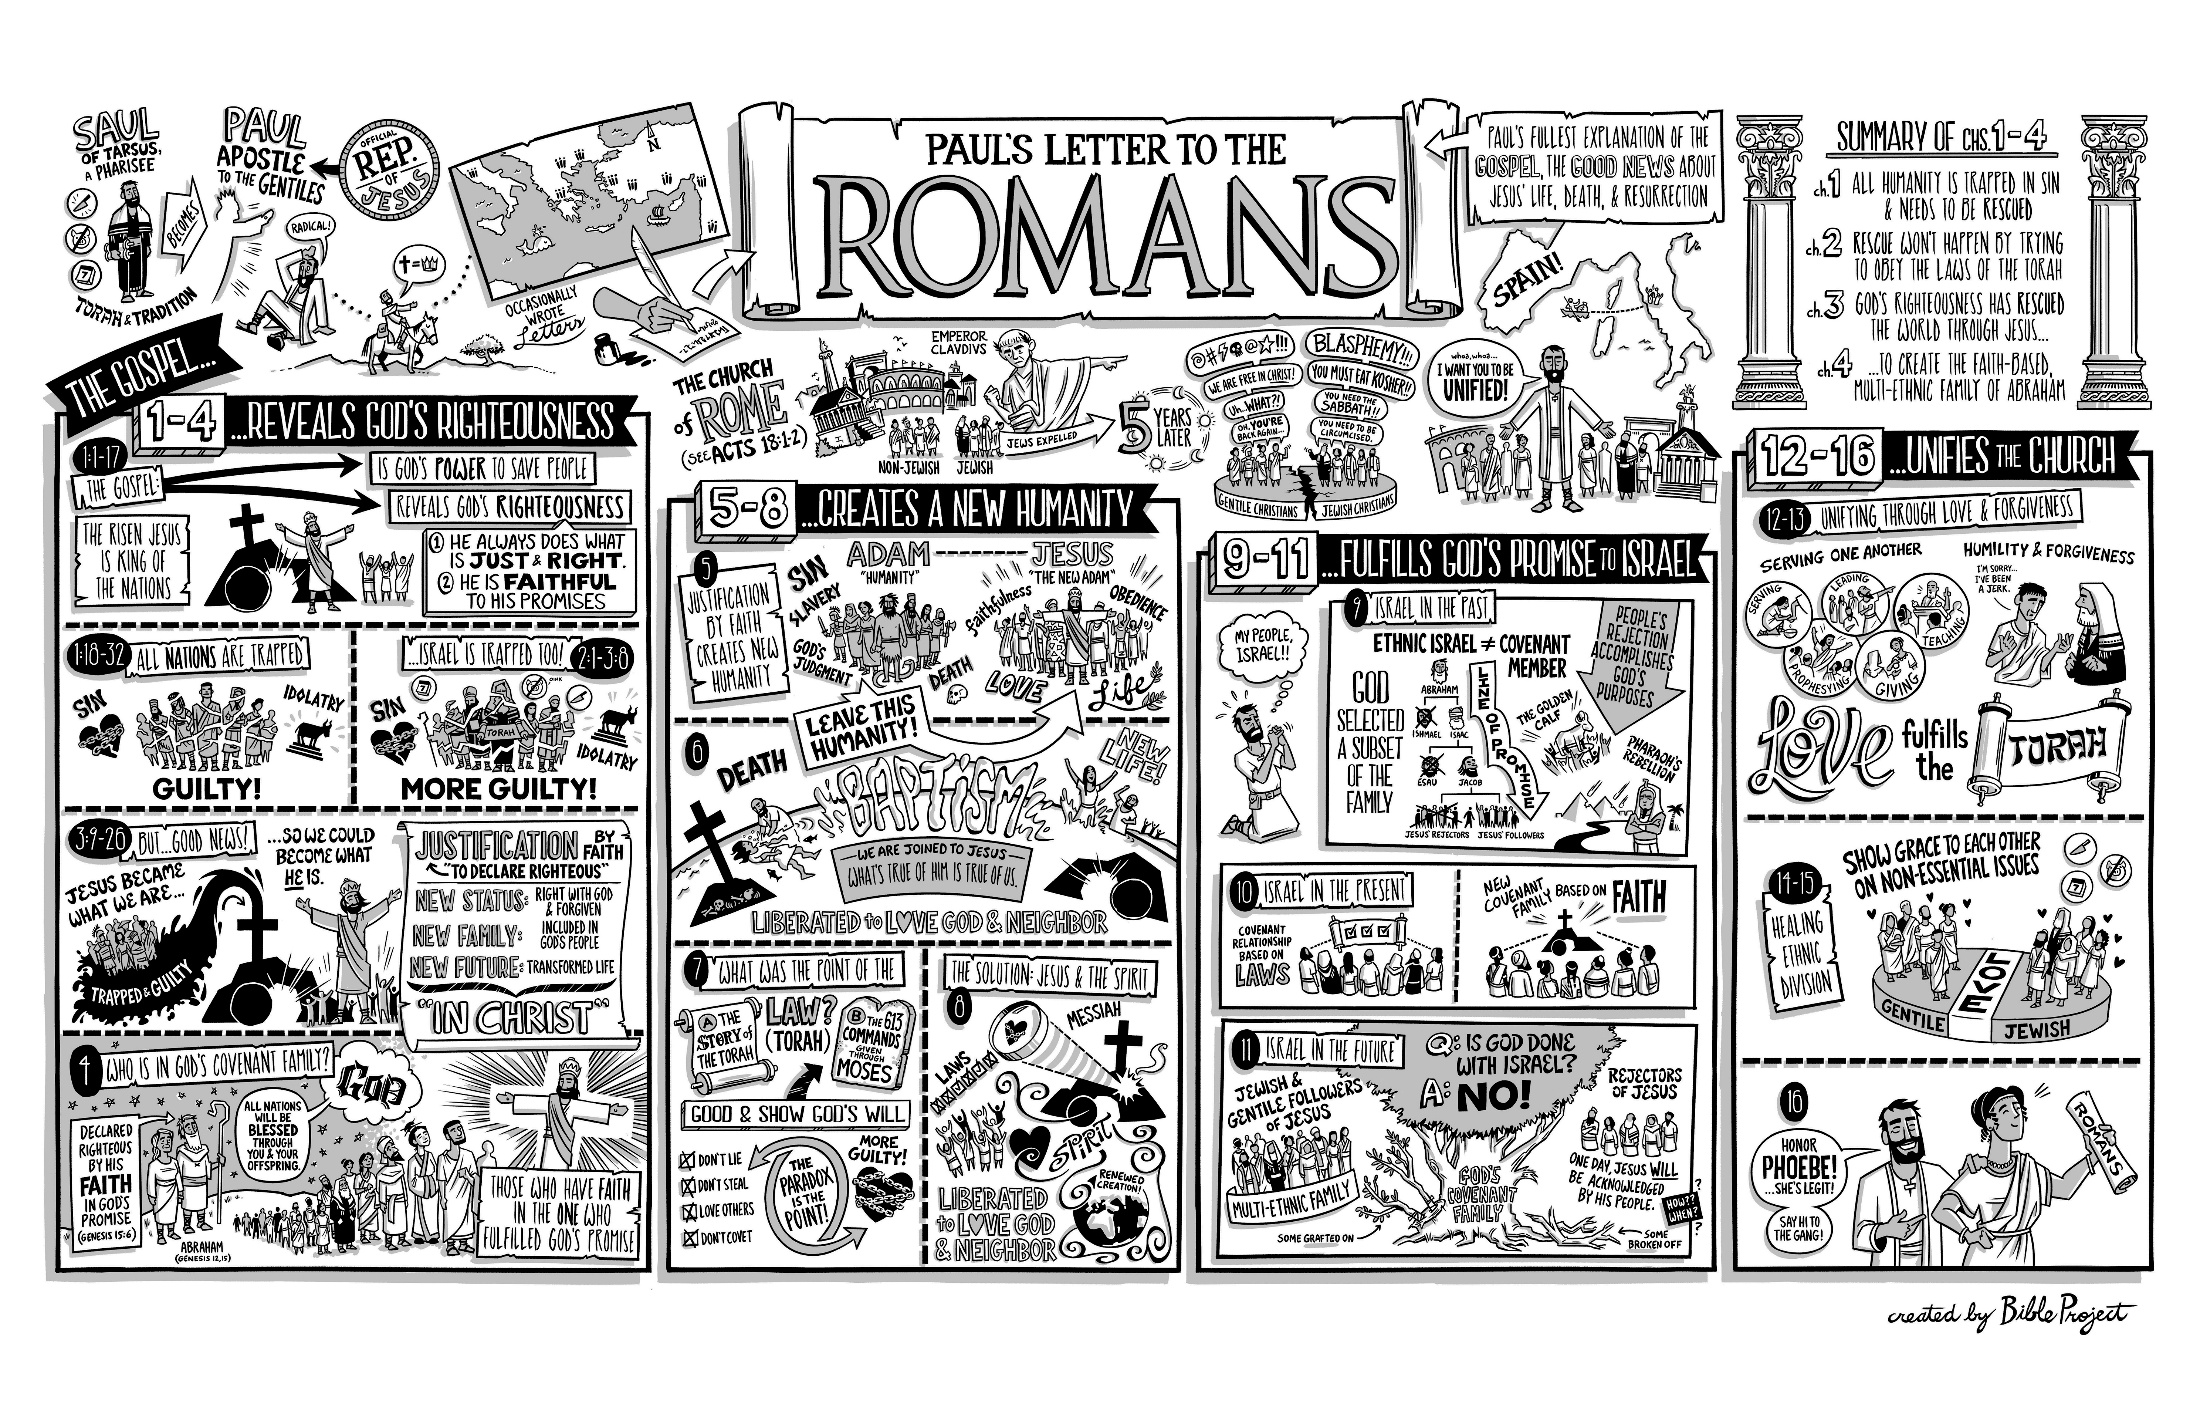 SAUL
OF TARSUS,
A PHARISEE
BECOMES
TORAH & TRADITION
PAUL
APOSTLE
TO THE GENTILES
OFFICIAL
REP.
OF
JESUS
RADICAL!
N
OCCASIONALLY
WROTE
Letters
PAUL'S LETTER TO THE
ROMANS
PAUL'S FULLEST EXPLANATION OF THE
GOSPEL, THE GOOD NEWS ABOUT
JESUS' LIFE, DEATH, & RESURRECTION
SPAIN!
THE CHURCH
of ROME
(SEE ACTS 18:1-2)
EMPEROR
CLAVDIVS
NON-JEWISH
JEWISH
JEWS EXPELLED
5 YEARS
LATER
@#!!!
WE ARE FREE IN CHRIST!
Uh..WHAT?!
OH, YOU'RE
BACK AGAIN...
BLASPHEMY!!!
YOU MUST EAT KOSHER!!
YOU NEED THE
SABBATH!!
YOU NEED TO BE
CIRCUMCISED.
GENTILE CHRISTIANS
JEWISH CHRISTIANS
whoa, whoa...
I WANT YOU TO BE
UNIFIED!
SUMMARY OF CHS. 1-4
ch.1 ALL HUMANITY IS TRAPPED IN SIN
& NEEDS TO BE RESCUED
ch.2 RESCUE WON'T HAPPEN BY TRYING
TO OBEY THE LAWS OF THE TORAH
ch.3 GOD'S RIGHTEOUSNESS HAS RESCUED
THE WORLD THROUGH JESUS...
ch.4 ...TO CREATE THE FAITH-BASED,
MULTI-ETHNIC FAMILY OF ABRAHAM
THE GOSPEL...
1-4 ...REVEALS GOD'S RIGHTEOUSNESS
1:1-17
THE GOSPEL:
IS GOD'S POWER TO SAVE PEOPLE
REVEALS GOD'S RIGHTEOUSNESS
THE RISEN JESUS
IS KING OF
THE NATIONS
1 HE ALWAYS DOES WHAT
IS JUST & RIGHT.
2 HE IS FAITHFUL
TO HIS PROMISES
1:18-32 ALL NATIONS ARE TRAPPED
SIN
IDOLATRY
GUILTY!
...ISRAEL IS TRAPPED TOO! 2:1-3:8
SIN
7
OINK
TORAH
IDOLATRY
MORE GUILTY!
3:9-26 BUT...GOOD NEWS!
JESUS BECAME
WHAT WE ARE...
TRAPPED & GUILTY
...SO WE COULD
BECOME WHAT
HE IS.
JUSTIFICATION BY
FAITH
"TO DECLARE RIGHTEOUS"
NEW STATUS: RIGHT WITH GOD
& FORGIVEN
NEW FAMILY: INCLUDED IN
GOD'S PEOPLE
NEW FUTURE: TRANSFORMED LIFE
"IN CHRIST"
4 WHO IS IN GOD'S COVENANT FAMILY?
GOD
DECLARED
RIGHTEOUS
BY HIS
FAITH
IN GOD'S
PROMISE
(GENESIS 15:6)
ALL NATIONS
WILL BE
BLESSED
THROUGH
YOU & YOUR
OFFSPRING.
ABRAHAM
(GENESIS 12,15)
THOSE WHO HAVE FAITH
IN THE ONE WHO
FULFILLED GOD'S PROMISE
5-8 ...CREATES A NEW HUMANITY
5
JUSTIFICATION
BY FAITH
CREATES NEW
HUMANITY
ADAM
"HUMANITY"
JESUS
"THE NEW ADAM"
SIN
SLAVERY
GOD'S
JUDGMENT
DEATH
faithfulness
OBEDIENCE
LOVE
Life
LEAVE THIS
HUMANITY!
6
DEATH
BAPTISM
NEW
LIFE!
WE ARE JOINED TO JESUS
WHAT'S TRUE OF HIM IS TRUE OF US.
LIBERATED to LOVE GOD & NEIGHBOR
7 WHAT WAS THE POINT OF THE
LAW?
(TORAH)
A THE
STORY of
THE TORAH
B THE 613
COMMANDS
GIVEN
THROUGH
MOSES
GOOD & SHOW GOD'S WILL
DON'T LIE
DON'T STEAL
LOVE OTHERS
DON'T COVET
THE
PARADOX
IS THE
POINT!
MORE
GUILTY!
THE SOLUTION: JESUS & THE SPIRIT
8
MESSIAH
LAWS
SPIRIT
RENEWED
CREATION!
LIBERATED
to LOVE GOD
& NEIGHBOR
9-11 ...FULFILLS GOD'S PROMISE TO ISRAEL
MY PEOPLE,
ISRAEL!!
9 ISRAEL IN THE PAST
ETHNIC ISRAEL ≠ COVENANT
MEMBER
GOD
SELECTED
A SUBSET
OF THE
FAMILY
ABRAHAM
ISHMAEL ISAAC
ESAU JACOB
JESUS' REJECTORS JESUS' FOLLOWERS
LINE OF PROMISE
THE GOLDEN
CALF
PEOPLE'S
REJECTION
ACCOMPLISHES
GOD'S
PURPOSES
PHARAOH'S
REBELLION
10 ISRAEL IN THE PRESENT
COVENANT
RELATIONSHIP
BASED ON
LAWS
NEW
COVENANT
FAMILY BASED ON FAITH
11 ISRAEL IN THE FUTURE
Q: IS GOD DONE
WITH ISRAEL?
A: NO!
JEWISH &
GENTILE FOLLOWERS
OF JESUS
MULTI-ETHNIC FAMILY
SOME GRAFTED ON
GOD'S
COVENANT
FAMILY
REJECTORS
OF JESUS
ONE DAY, JESUS WILL
BE ACKNOWLEDGED
BY HIS PEOPLE.
HOW??
WHEN?
?
?
SOME
BROKEN OFF
12-16 ...UNIFIES THE CHURCH
12-13 UNIFYING THROUGH LOVE & FORGIVENESS
SERVING ONE ANOTHER
SERVING
LEADING
TEACHING
PROPHESYING
GIVING
HUMILITY & FORGIVENESS
I'M SORRY...
I'VE BEEN
A JERK.
LOVE fulfills
the TORAH
14-15
HEALING
ETHNIC
DIVISION
SHOW GRACE TO EACH OTHER
ON NON-ESSENTIAL ISSUES
7
GENTILE
LOVE
JEWISH
16
HONOR
PHOEBE!
...SHE'S LEGIT!
SAY HI TO
THE GANG!
ROMANS
created by BibleProject